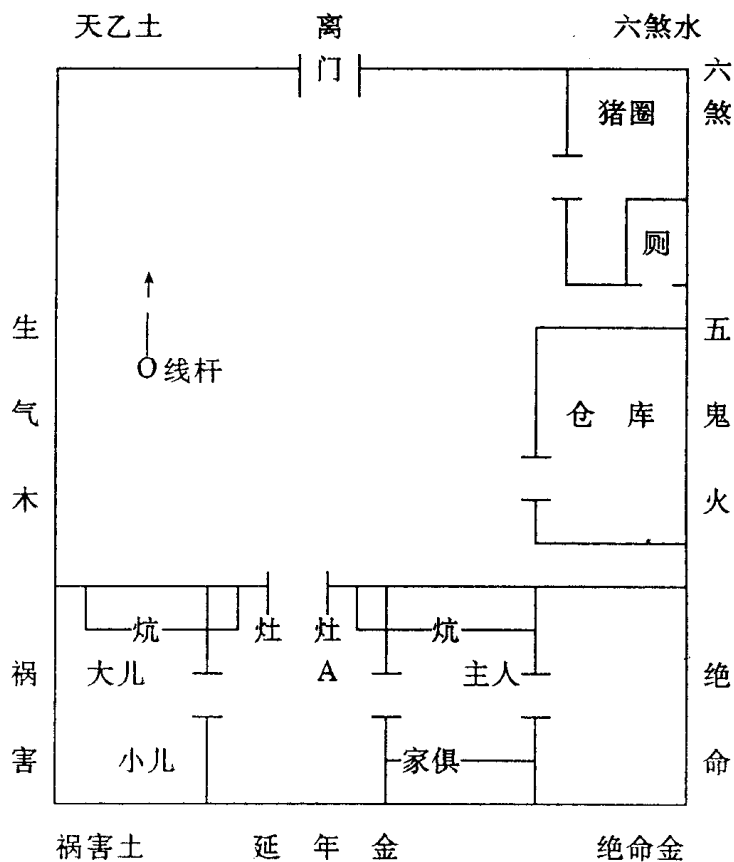 天乙土 离 六煞水
门
六煞
猪圈
厕
生气木
O线杆
五鬼火
仓库
炕 灶 灶 炕
祸害
大儿 A 主人
绝命
小儿 家俱
祸害土 延年金 绝命金